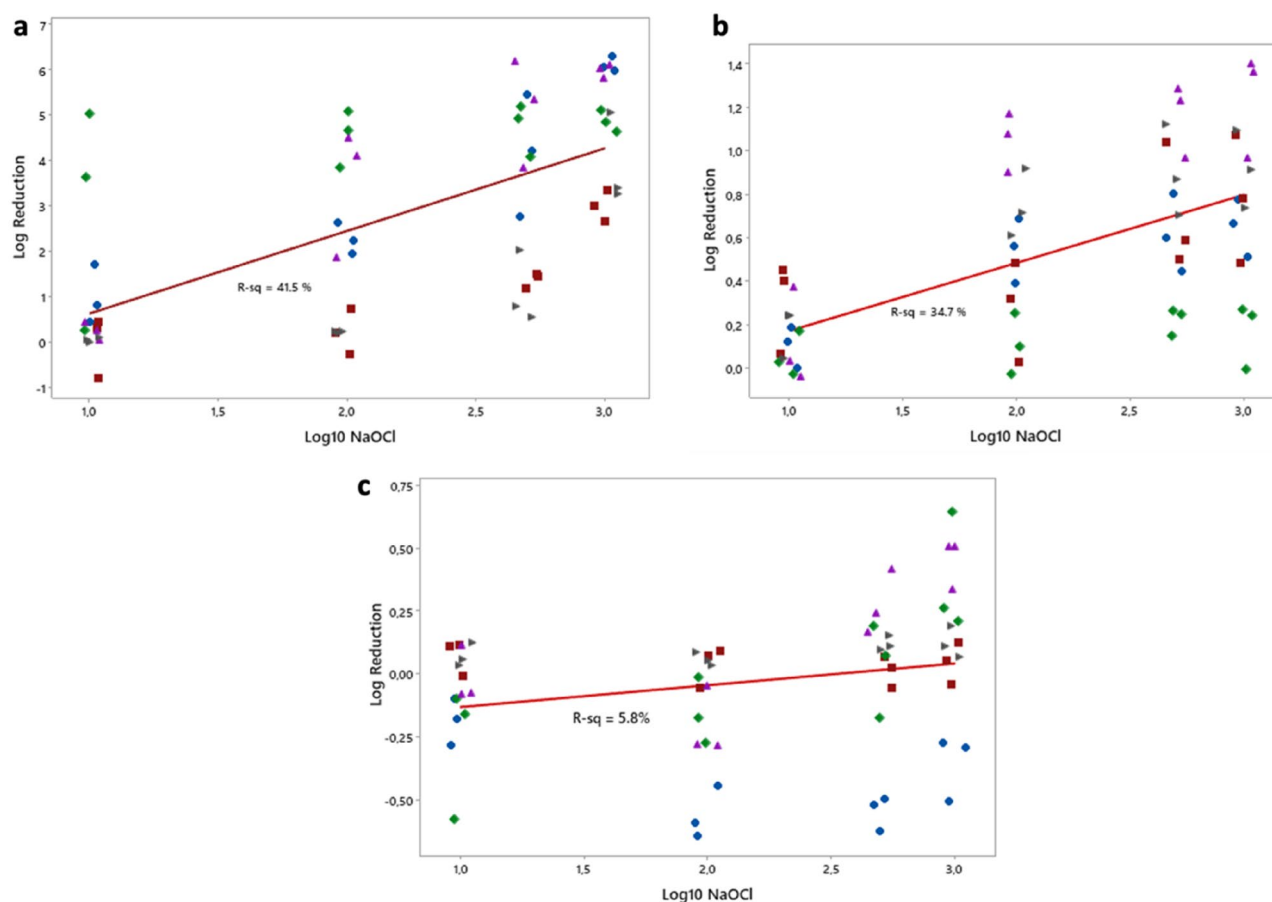 a
7
6
5
4
3
2
1
0
-1
Log Reduction
R-sq = 41.5 %
1,0 1,5 2,0 2,5 3,0
Log10 NaOCl
b
1,4
1,2
1,0
0,8
0,6
0,4
0,2
0,0
Log Reduction
R-sq = 34.7 %
1,0 1,5 2,0 2,5 3,0
Log10 NaOCl
c
0,75
0,50
0,25
0,00
-0,25
-0,50
Log Reduction
R-sq = 5.8%
1,0 1,5 2,0 2,5 3,0
Log10 NaOCl